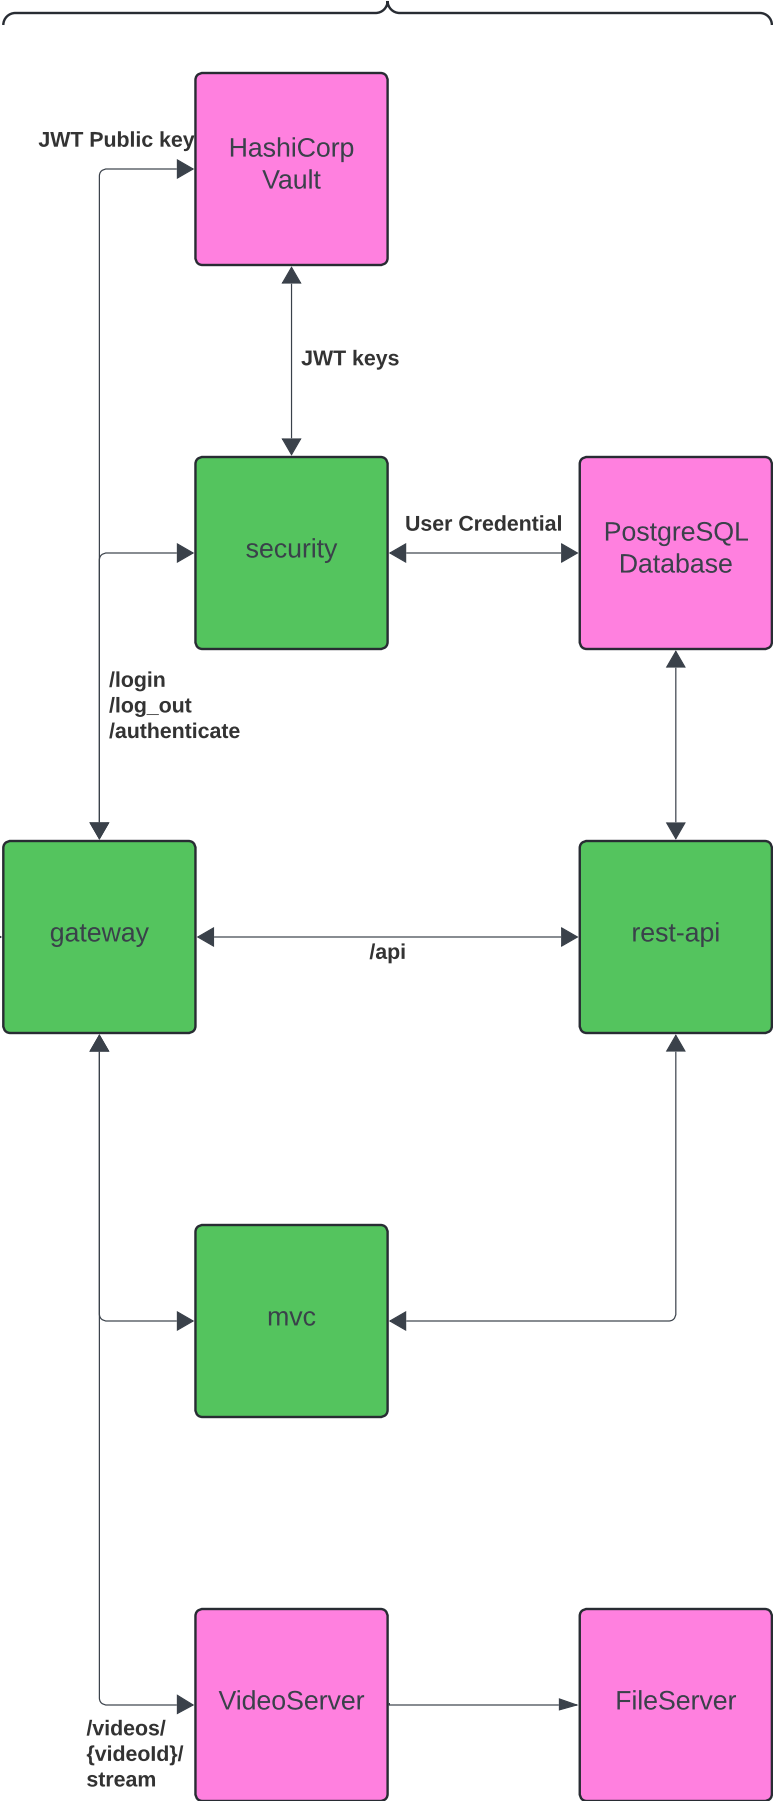 JWT Public key
HashiCorp
Vault
JWT keys
User Credential
security
PostgreSQL
Database
/login
/log_out
/authenticate
gateway
/api
rest-api
mvc
VideoServer
FileServer
/videos/
{videoId}/
stream